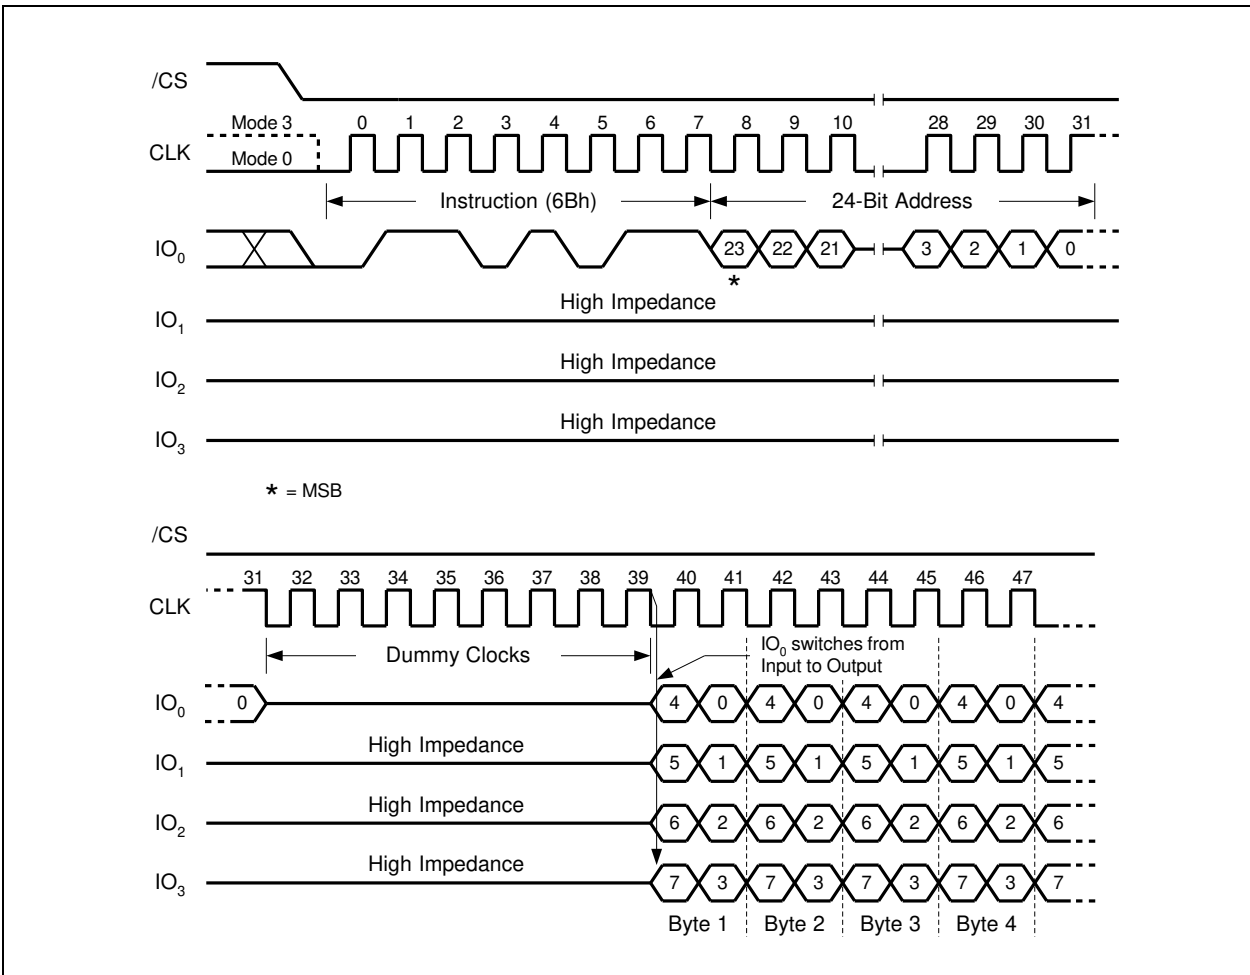 /CS
Mode 3 0 1 2 3 4 5 6 7 8 9 10 28 29 30 31
CLK
Mode 0
Instruction (6Bh) 24-Bit Address
IO0 23 22 21 3 2 1 0
*
High Impedance
IO1
High Impedance
IO2
High Impedance
IO3
* = MSB
/CS
31 32 33 34 35 36 37 38 39 40 41 42 43 44 45 46 47
CLK
Dummy Clocks
IO0 switches from
Input to Output
IO0 0 4 0 4 0 4 0 4 0 4
High Impedance
IO1 5 1 5 1 5 1 5 1 5
High Impedance
IO2 6 2 6 2 6 2 6 2 6
High Impedance
IO3 7 3 7 3 7 3 7 3 7
Byte 1 Byte 2 Byte 3 Byte 4